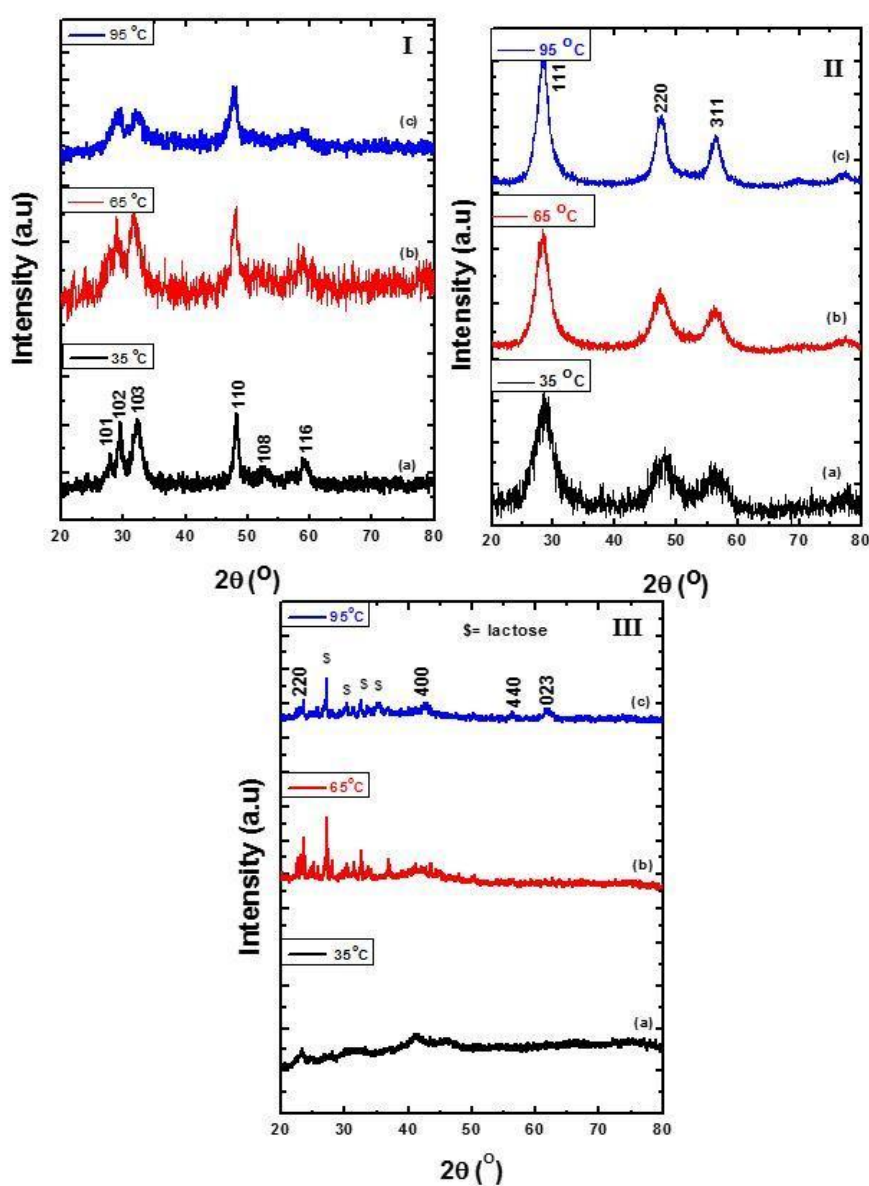 95 °C
I
(c)
65 °C
(b)
35 °C
101
102
103
110
108
116
(a)
Intensity (a.u)
20 30 40 50 60 70 80
2θ (O)
95 °C
II
111
220
311
(c)
65 °C
(b)
35 °C
(a)
Intensity (a.u)
20 30 40 50 60 70 80
2θ (O)
95°C
$= lactose
III
220
S
S
S
S
400
440
023
(c)
65°C
(b)
35°C
(a)
Intensity (a.u)
20 30 40 50 60 70 80
2θ (°)